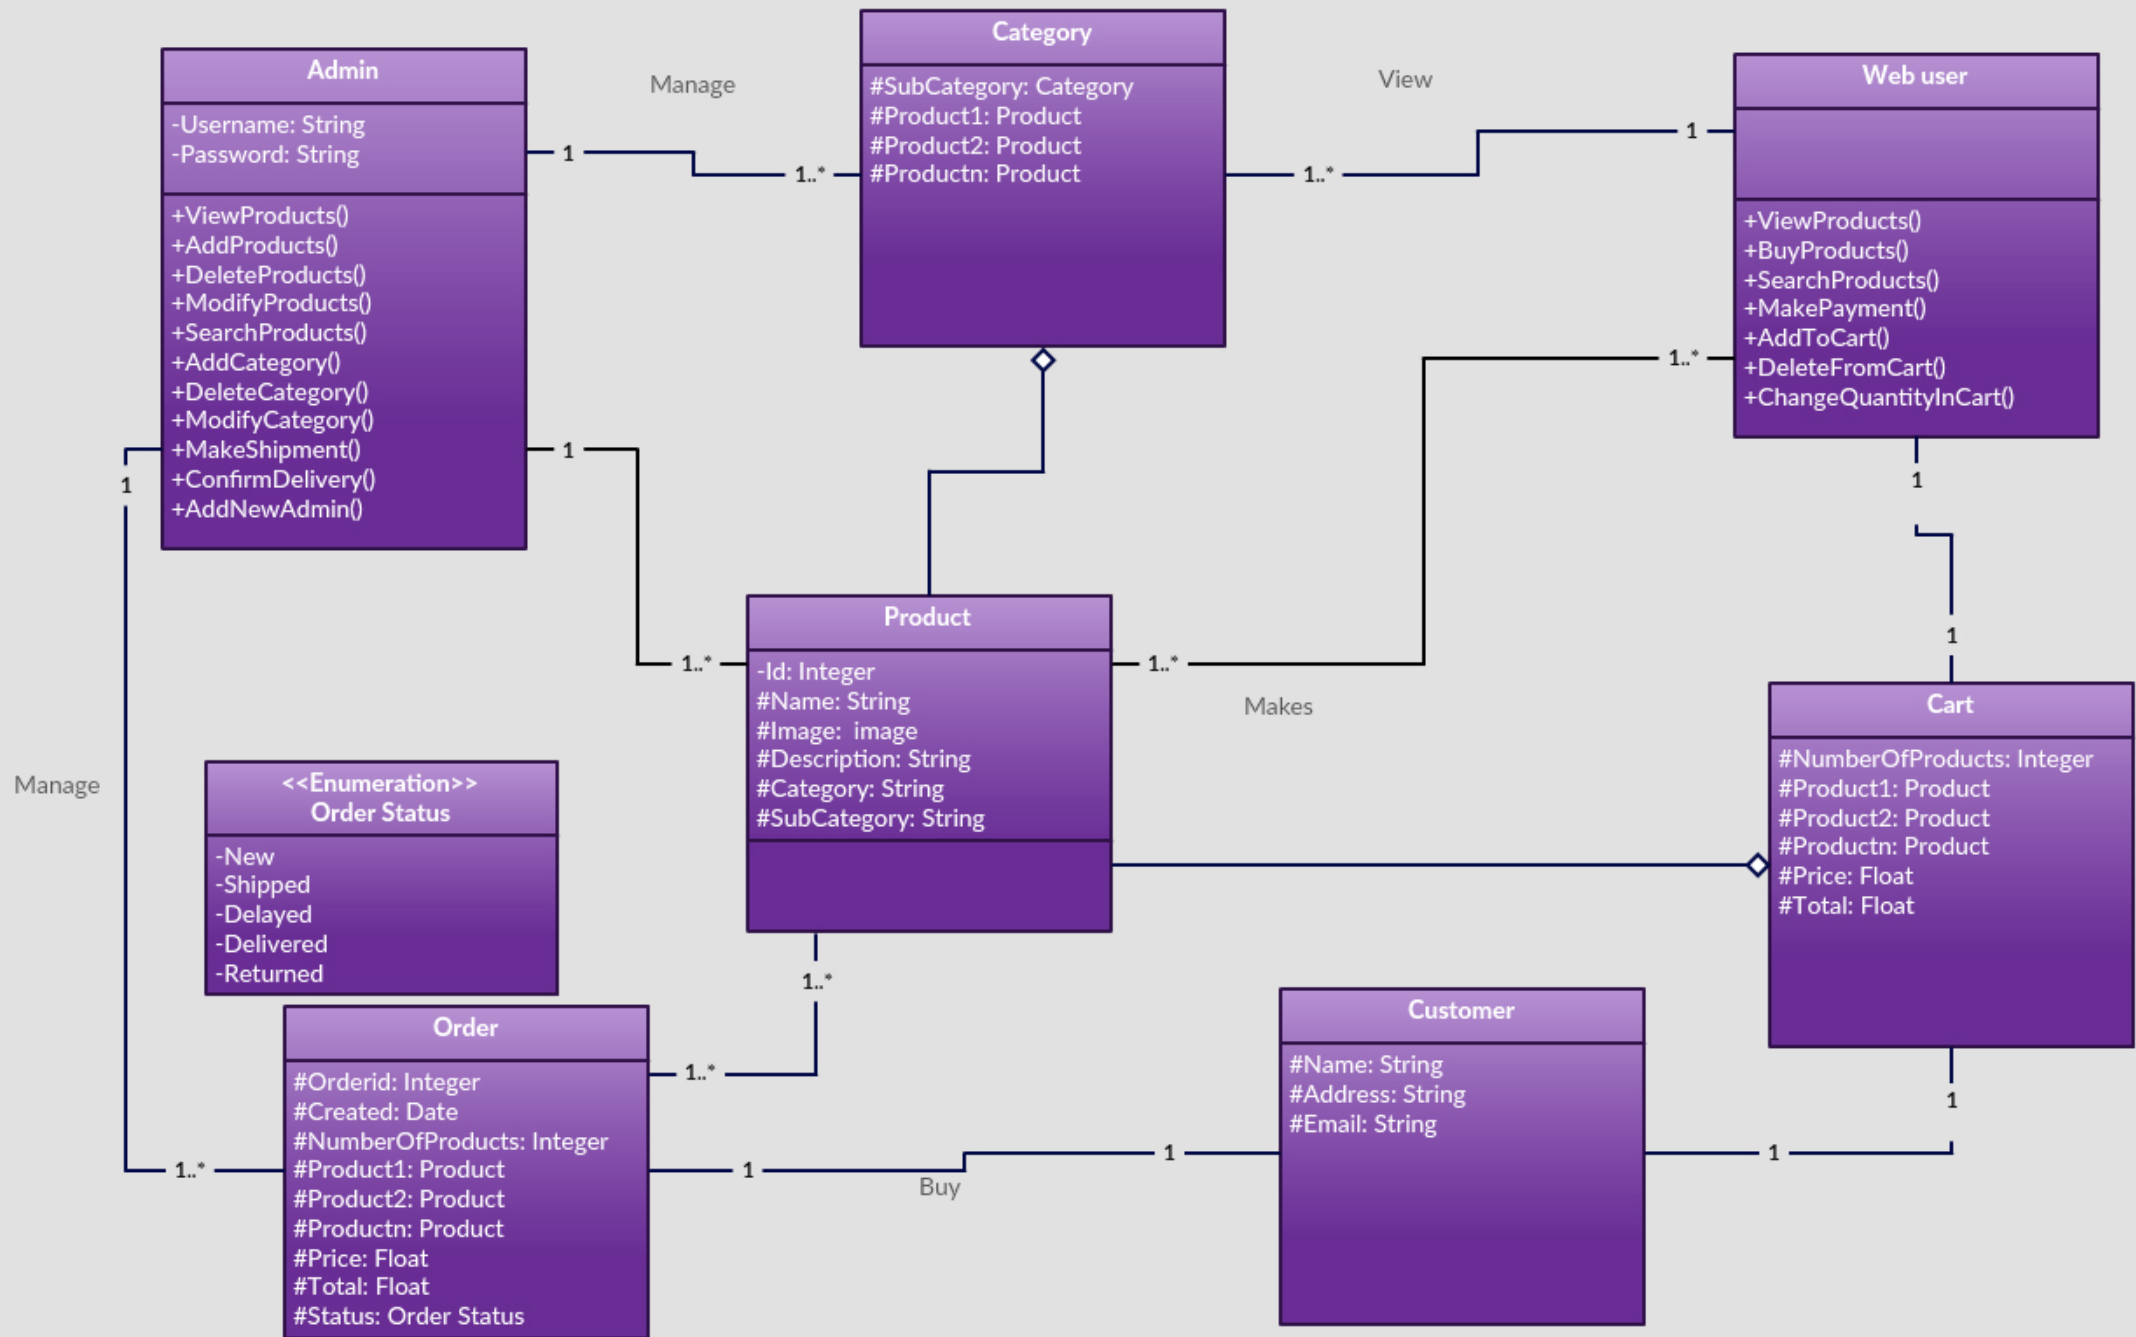 Category
#SubCategory: Category
#Product1: Product
#Product2: Product
#Productn: Product
Admin
-Username: String
-Password: String
+ViewProducts()
+AddProducts()
+DeleteProducts()
+ModifyProducts()
+SearchProducts()
+AddCategory()
+DeleteCategory()
+ModifyCategory()
+MakeShipment()
+ConfirmDelivery()
+AddNewAdmin()
Manage
1
1..*
View
1..*
1
Web user
+ViewProducts()
+BuyProducts()
+SearchProducts()
+MakePayment()
+AddToCart()
+DeleteFromCart()
+ChangeQuantityInCart()
1..*
1
1
1
1
Product
-Id: Integer
#Name: String
#Image:  image
#Description: String
#Category: String
#SubCategory: String
1..*
1..*
Makes
Cart
#NumberOfProducts: Integer
#Product1: Product
#Product2: Product
#Productn: Product
#Price: Float
#Total: Float
Manage
<<Enumeration>>
Order Status
-New
-Shipped
-Delayed
-Delivered
-Returned
1..*
1..*
Order
#Orderid: Integer
#Created: Date
#NumberOfProducts: Integer
#Product1: Product
#Product2: Product
#Productn: Product
#Price: Float
#Total: Float
#Status: Order Status
1..*
1
Buy
1
Customer
#Name: String
#Address: String
#Email: String
1
1